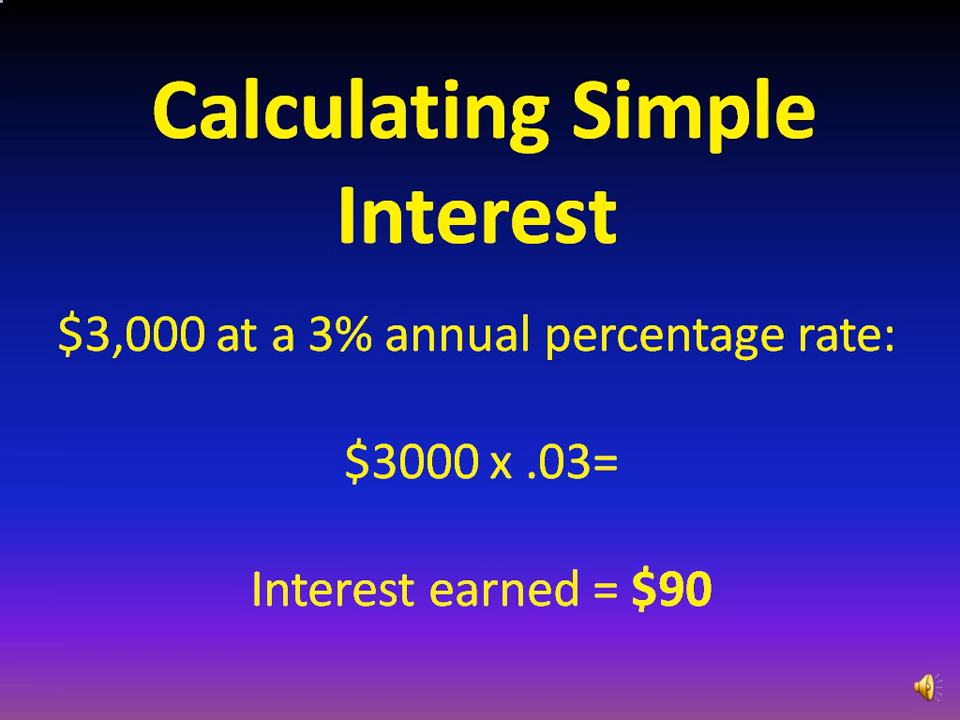 Calculating Simple
Interest
$3,000 at a 3% annual percentage rate:
$3000 x .03=
Interest earned = $90